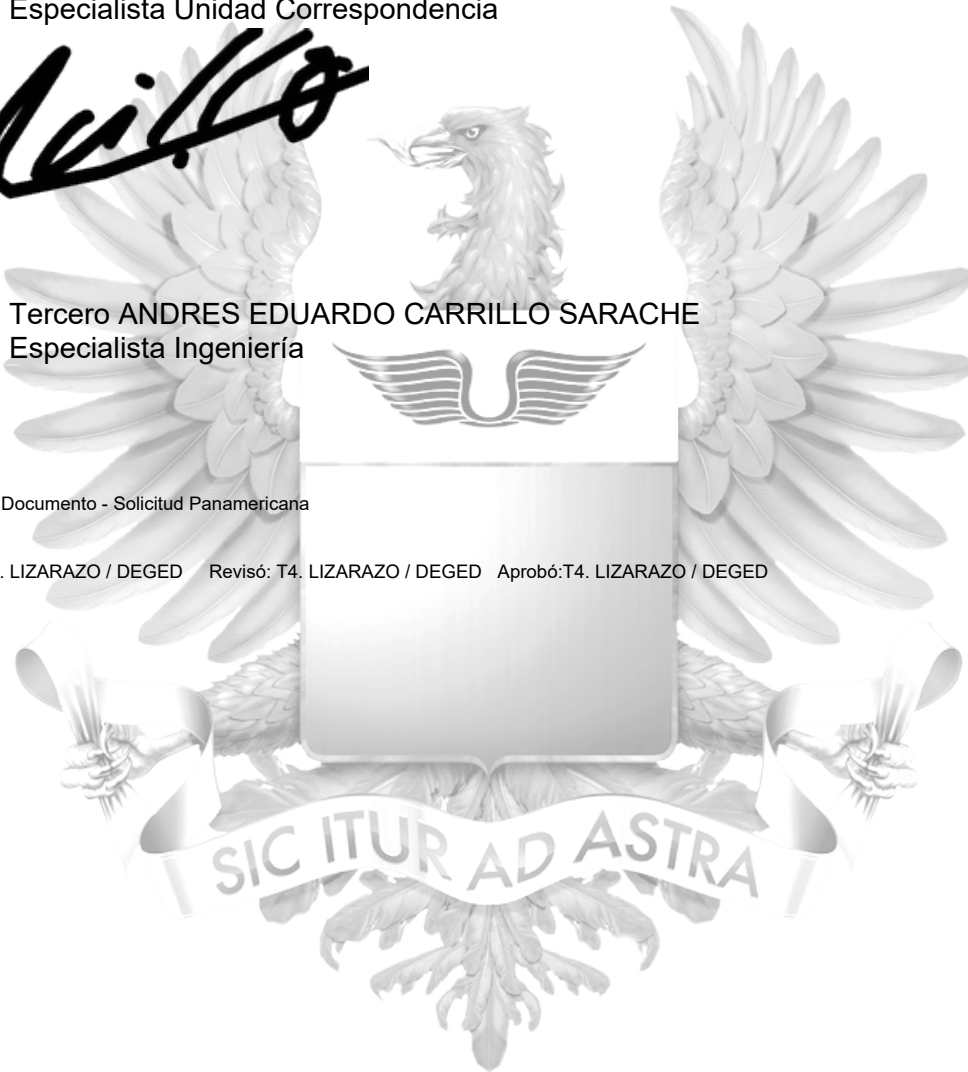 Especialista Unidad Correspondencia
Tercero ANDRES EDUARDO CARRILLO SARACHE
Especialista Ingeniería
Documento - Solicitud Panamericana
. LIZARAZO / DEGED Revisó: T4. LIZARAZO / DEGED Aprobó:T4. LIZARAZO / DEGED
SIC ITUR AD ASTRA